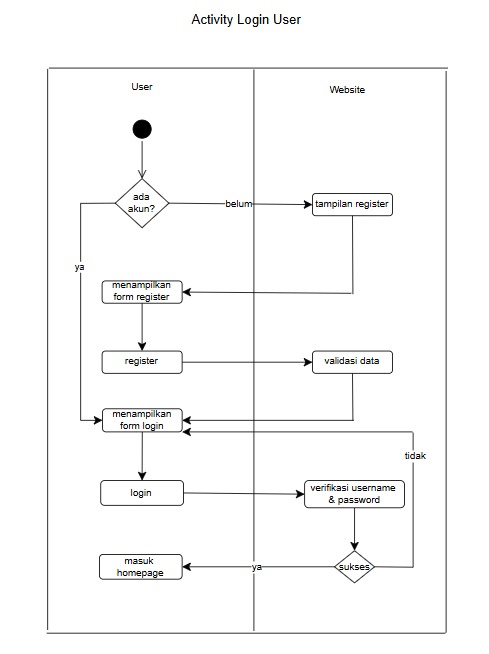 Activity Login User
User
Website
ada
akun?
belum
tampilan register
ya
menampilkan
form register
register
validasi data
menampilkan
form login
tidak
login
verifikasi username
& password
masuk
homepage
ya
sukses